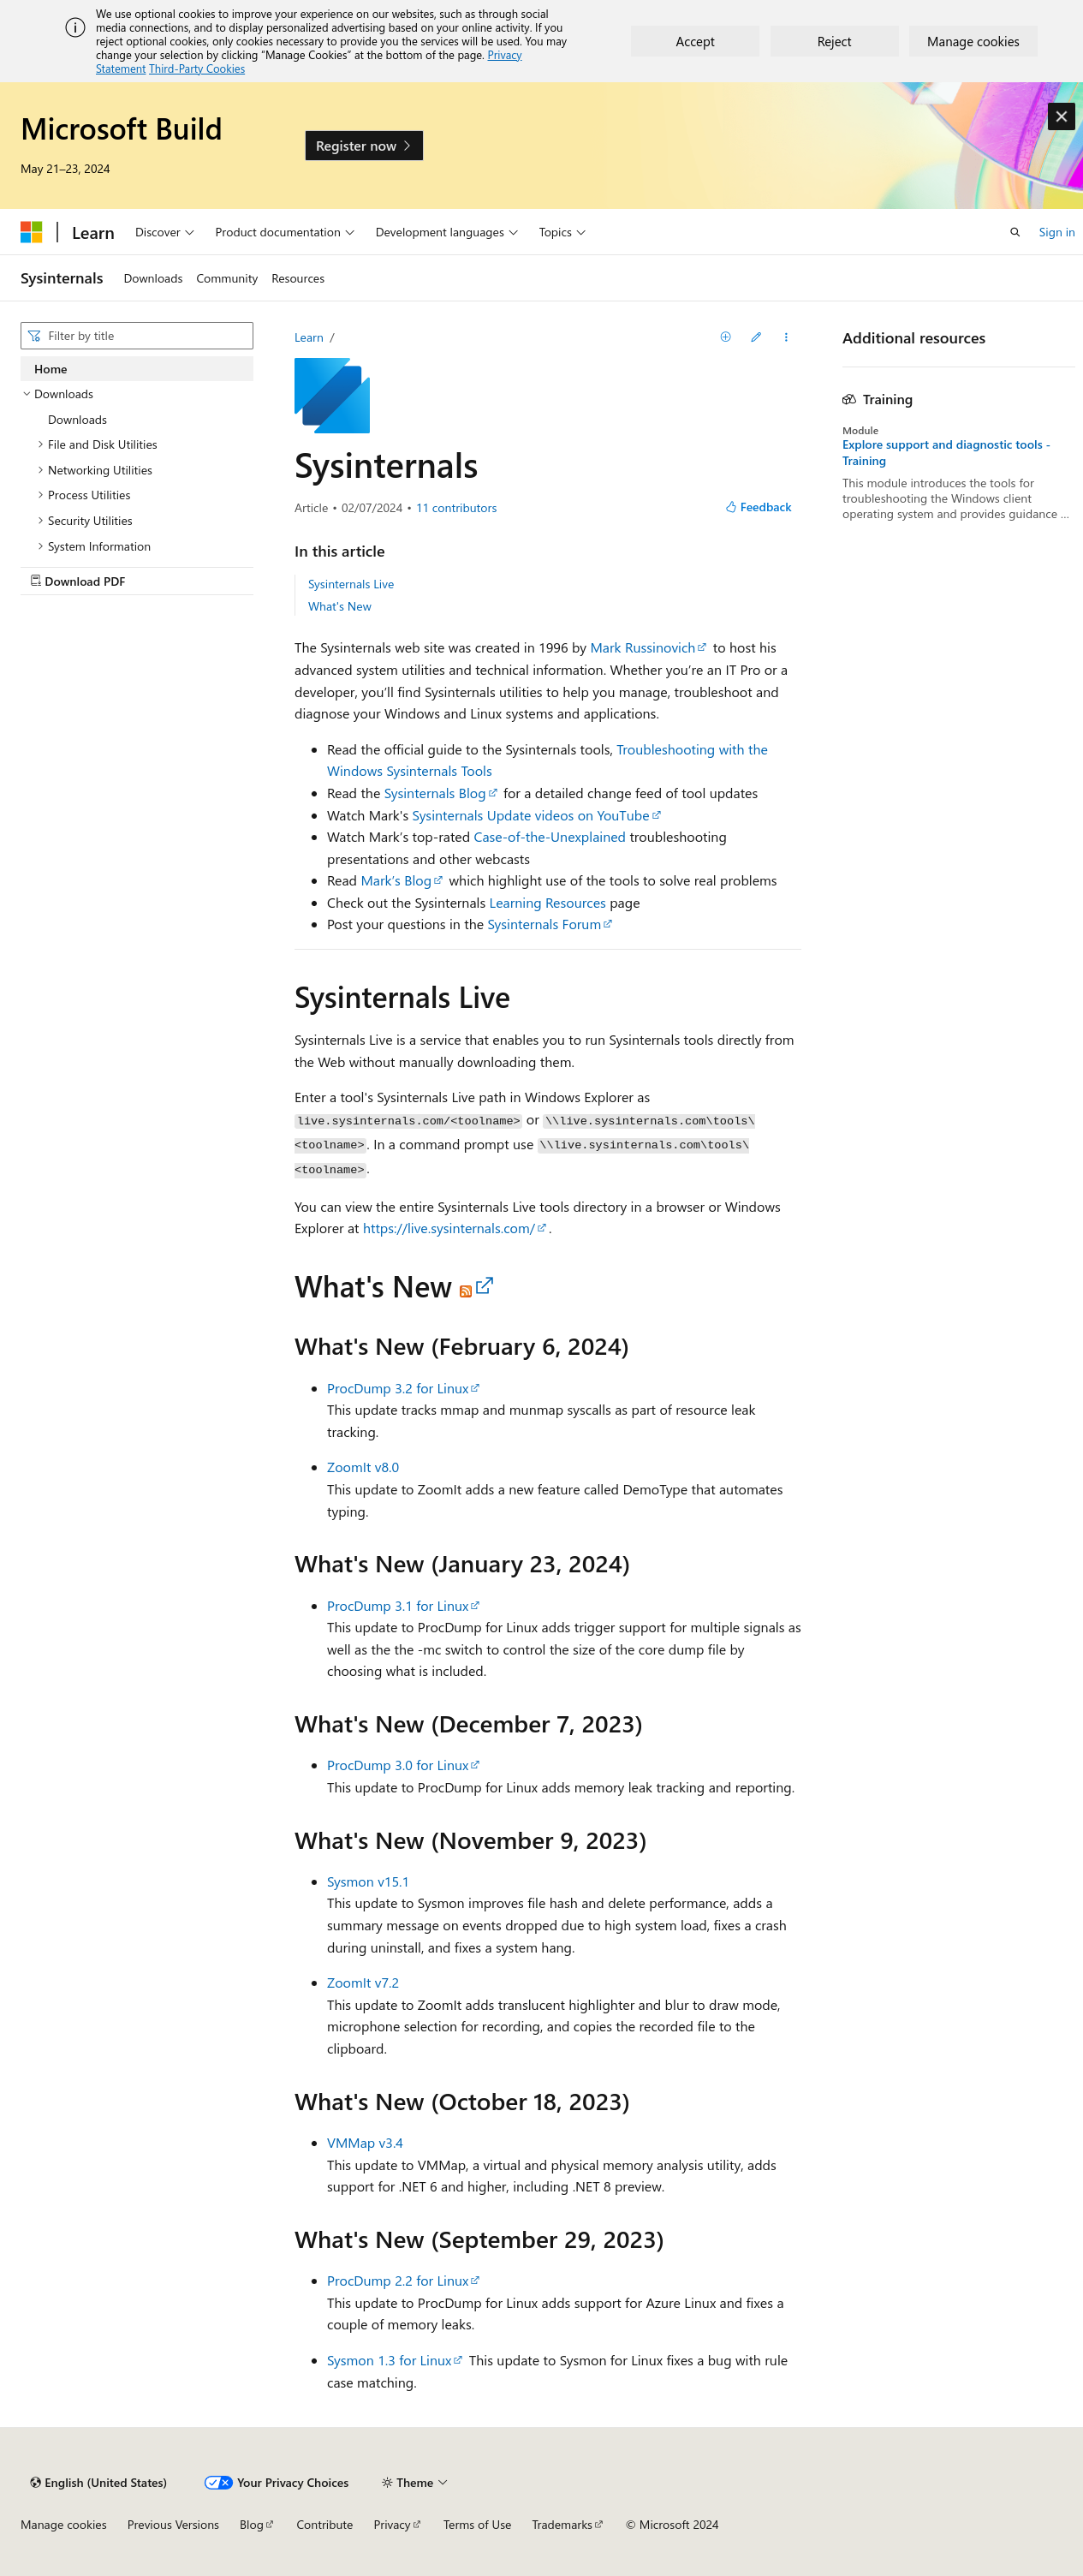 We use optional cookies to improve your experience on our websites, such as through social
media connections, and to display personalized advertising based on your online activity. If you
reject optional cookies, only cookies necessary to provide you the services will be used. You may
change your selection by clicking "Manage Cookies" at the bottom of the page. Privacy
Statement Third-Party Cookies
Accept
Reject
Manage cookies
Microsoft Build
May 21–23, 2024
Register now
Learn
Discover
Product documentation
Development languages
Topics
Sign in
Sysinternals
Downloads
Community
Resources
Filter by title
Home
Downloads
Downloads
File and Disk Utilities
Networking Utilities
Process Utilities
Security Utilities
System Information
Download PDF
Learn /
Sysinternals
Article • 02/07/2024 • 11 contributors
Feedback
In this article
Sysinternals Live
What's New
The Sysinternals web site was created in 1996 by Mark Russinovich to host his
advanced system utilities and technical information. Whether you're an IT Pro or a
developer, you'll find Sysinternals utilities to help you manage, troubleshoot and
diagnose your Windows and Linux systems and applications.
Read the official guide to the Sysinternals tools, Troubleshooting with the
Windows Sysinternals Tools
Read the Sysinternals Blog for a detailed change feed of tool updates
Watch Mark's Sysinternals Update videos on YouTube
Watch Mark's top-rated Case-of-the-Unexplained troubleshooting
presentations and other webcasts
Read Mark's Blog which highlight use of the tools to solve real problems
Check out the Sysinternals Learning Resources page
Post your questions in the Sysinternals Forum
Sysinternals Live
Sysinternals Live is a service that enables you to run Sysinternals tools directly from
the Web without manually downloading them.
Enter a tool's Sysinternals Live path in Windows Explorer as
live.sysinternals.com/<toolname> or \\live.sysinternals.com\tools\
<toolname>. In a command prompt use \\live.sysinternals.com\tools\
<toolname>.
You can view the entire Sysinternals Live tools directory in a browser or Windows
Explorer at https://live.sysinternals.com/.
What's New
What's New (February 6, 2024)
ProcDump 3.2 for Linux
This update tracks mmap and munmap syscalls as part of resource leak
tracking.
ZoomIt v8.0
This update to ZoomIt adds a new feature called DemoType that automates
typing.
What's New (January 23, 2024)
ProcDump 3.1 for Linux
This update to ProcDump for Linux adds trigger support for multiple signals as
well as the -mc switch to control the size of the core dump file by
choosing what is included.
What's New (December 7, 2023)
ProcDump 3.0 for Linux
This update to ProcDump for Linux adds memory leak tracking and reporting.
What's New (November 9, 2023)
Sysmon v15.1
This update to Sysmon improves file hash and delete performance, adds a
summary message on events dropped due to high system load, fixes a crash
during uninstall, and fixes a system hang.
ZoomIt v7.2
This update to ZoomIt adds translucent highlighter and blur to draw mode,
microphone selection for recording, and copies the recorded file to the
clipboard.
What's New (October 18, 2023)
VMMap v3.4
This update to VMMap, a virtual and physical memory analysis utility, adds
support for .NET 6 and higher, including .NET 8 preview.
What's New (September 29, 2023)
ProcDump 2.2 for Linux
This update to ProcDump for Linux adds support for Azure Linux and fixes a
couple of memory leaks.
Sysmon 1.3 for Linux This update to Sysmon for Linux fixes a bug with rule
case matching.
Additional resources
Training
Module
Explore support and diagnostic tools -
Training
This module introduces the tools for
troubleshooting the Windows client
operating system and provides guidance ...
English (United States)
Your Privacy Choices
Theme
Manage cookies
Previous Versions
Blog
Contribute
Privacy
Terms of Use
Trademarks
© Microsoft 2024